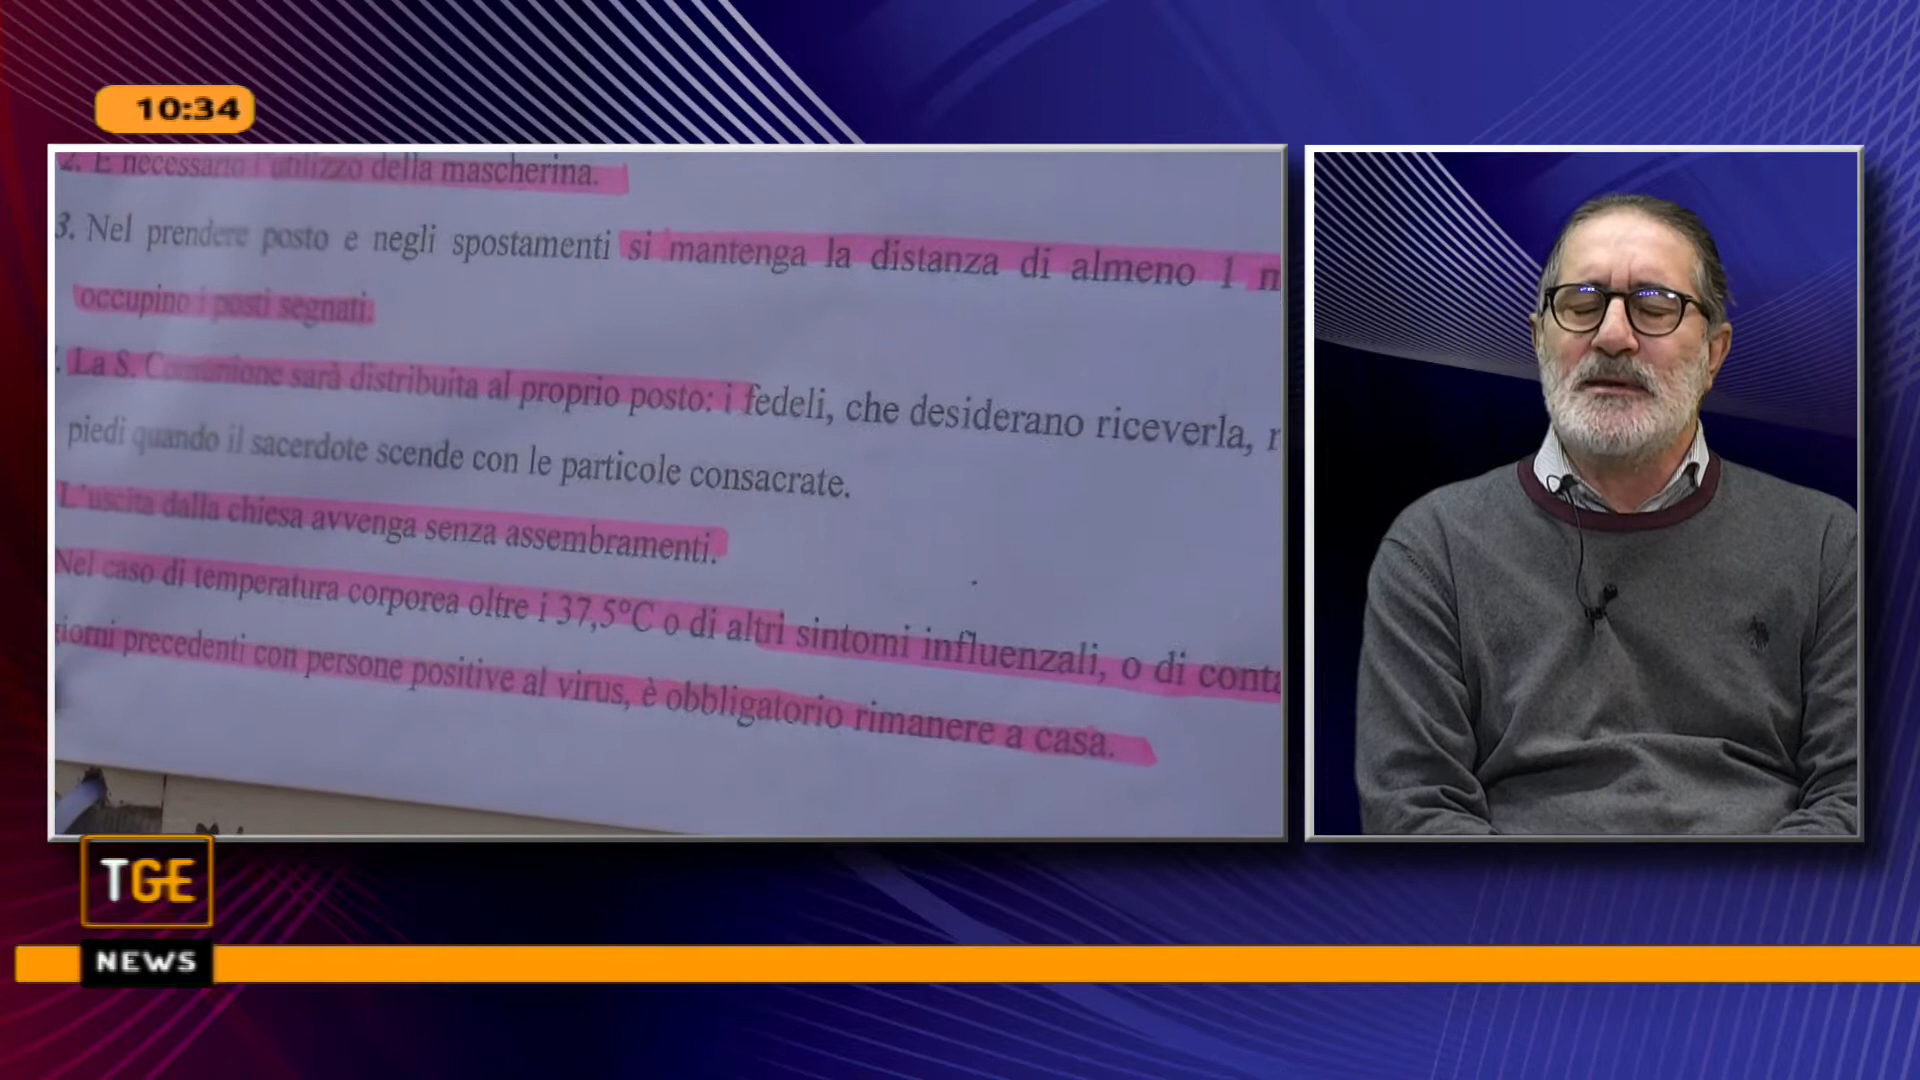 10:34
2. È necessario l'utilizzo della mascherina.
3. Nel prendere posto e negli spostamenti si mantenga la distanza di almeno 1 m
occupino i posti segnati.
. La S. Comunione sarà distribuita al proprio posto: i fedeli, che desiderano riceverla, r
piedi quando il sacerdote scende con le particole consacrate.
L'uscita dalla chiesa avvenga senza assembramenti.
Nel caso di temperatura corporea oltre i 37,5°C o di altri sintomi influenzali, o di conta
giorni precedenti con persone positive al virus, è obbligatorio rimanere a casa.
TGE
NEWS